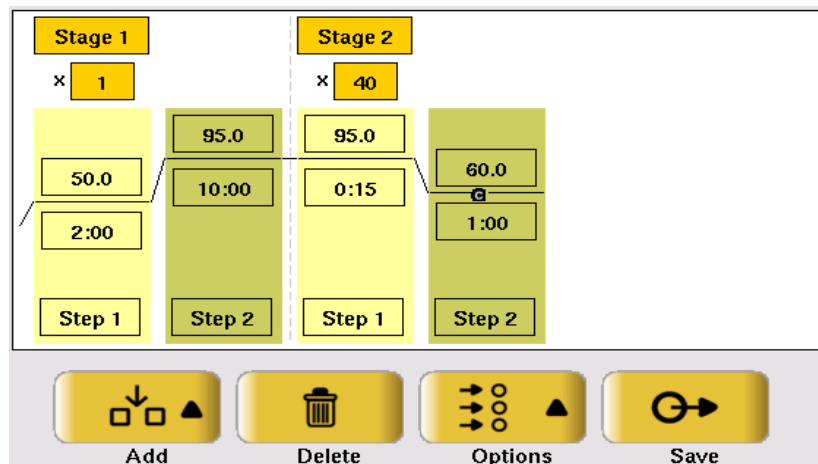 Stage 1
Stage 2
x 1
x 40
95.0
95.0
50.0
60.0
10:00
0:15
2:00
1:00
Step 1
Step 2
Step 1
Step 2
Add
Delete
Options
Save